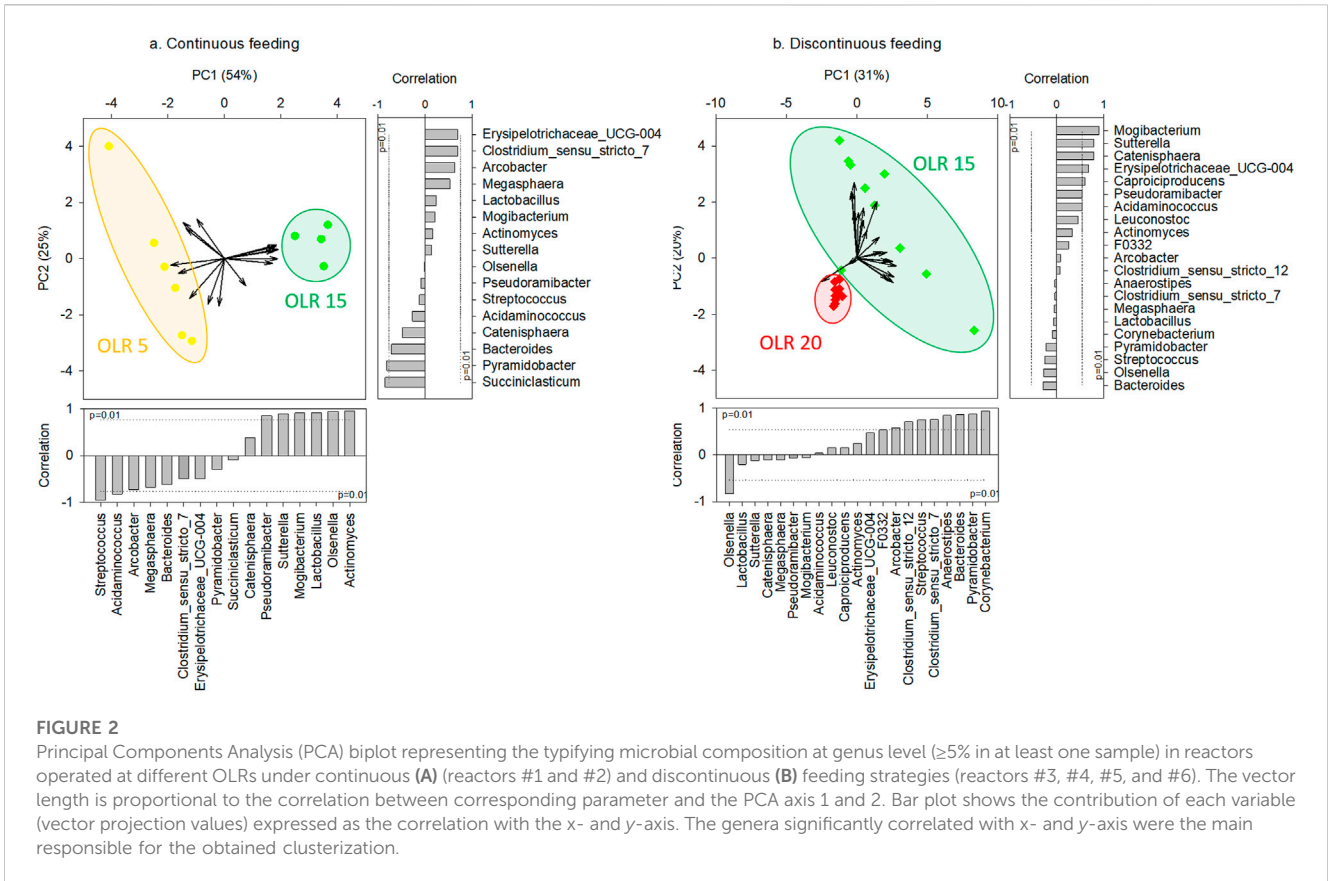 a. Continuous feeding
PC1 (54%)
-4 -2 0 2 4
PC2 (25%)
4
2
0
-2
-4
OLR 5
OLR 15
Correlation
-1 0 1
p=0.01
p=0.01
Erysipelotrichaceae_UCG-004
Clostridium_sensu_stricto_7
Arcobacter
Megasphaera
Lactobacillus
Mogibacterium
Actinomyces
Sutterella
Olsenella
Pseudoramibacter
Streptococcus
Acidaminococcus
Catenisphaera
Bacteroides
Pyramidobacter
Succiniclasticum
Correlation
1
0
-1
p=0.01
p=0.01
Streptococcus
Acidaminococcus
Arcobacter
Megasphaera
Bacteroides
Clostridium_sensu_stricto_7
Erysipelotrichaceae_UCG-004
Pyramidobacter
Succiniclasticum
Catenisphaera
Pseudoramibacter
Sutterella
Mogibacterium
Lactobacillus
Olsenella
Actinomyces
b. Discontinuous feeding
PC1 (31%)
-10 -5 0 5 10
PC2 (20%)
4
2
0
-2
-4
OLR 15
OLR 20
Correlation
-1 0 1
p=0.01
p=0.01
Mogibacterium
Sutterella
Catenisphaera
Erysipelotrichaceae_UCG-004
Caproiciproducens
Pseudoramibacter
Acidaminococcus
Leuconostoc
Actinomyces
F0332
Arcobacter
Clostridium_sensu_stricto_12
Anaerostipes
Clostridium_sensu_stricto_7
Megasphaera
Lactobacillus
Corynebacterium
Pyramidobacter
Streptococcus
Olsenella
Bacteroides
Correlation
1
0
-1
p=0.01
p=0.01
Olsenella
Lactobacillus
Sutterella
Catenisphaera
Megasphaera
Pseudoramibacter
Mogibacterium
Acidaminococcus
Leuconostoc
Caproiciproducens
Actinomyces
Erysipelotrichaceae_UCG-004
F0332
Arcobacter
Clostridium_sensu_stricto_12
Streptococcus
Clostridium_sensu_stricto_7
Anaerostipes
Bacteroides
Pyramidobacter
Corynebacterium
FIGURE 2
Principal Components Analysis (PCA) biplot representing the typifying microbial composition at genus level (≥5% in at least one sample) in reactors
operated at different OLRs under continuous (A) (reactors #1 and #2) and discontinuous (B) feeding strategies (reactors #3, #4, #5, and #6). The vector
length is proportional to the correlation between corresponding parameter and the PCA axis 1 and 2. Bar plot shows the contribution of each variable
(vector projection values) expressed as the correlation with the x- and y-axis. The genera significantly correlated with x- and y-axis were the main
responsible for the obtained clusterization.